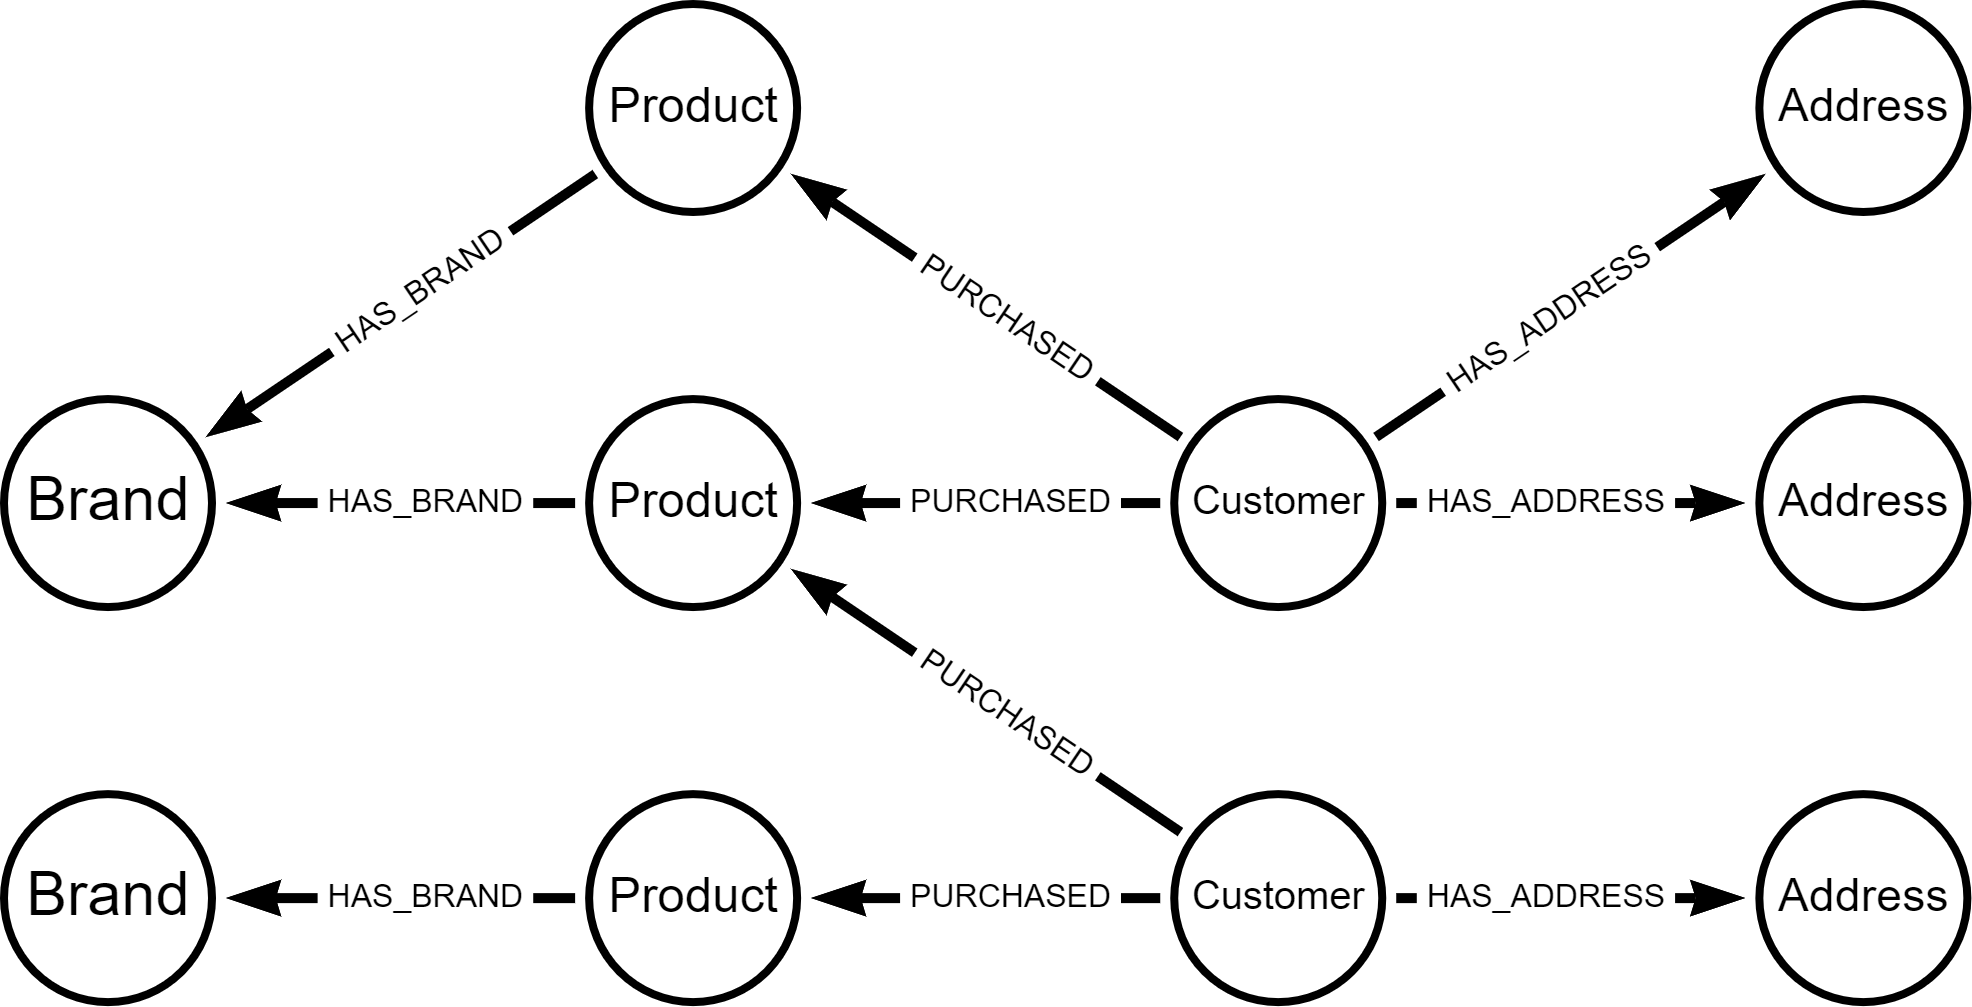 Product
Address
HAS_BRAND
PURCHASED
HAS_ADDRESS
Brand
HAS_BRAND
Product
PURCHASED
Customer
HAS_ADDRESS
Address
PURCHASED
Brand
HAS_BRAND
Product
PURCHASED
Customer
HAS_ADDRESS
Address